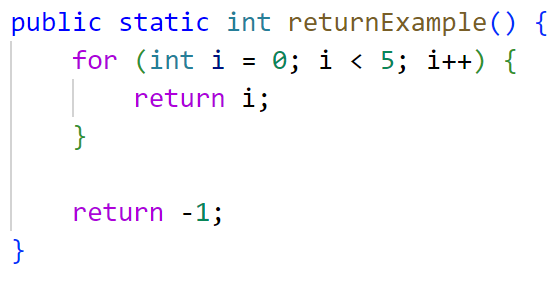 public static int returnExample() {
    for (int i = 0; i < 5; i++) {
        return i;
    }

    return -1;
}